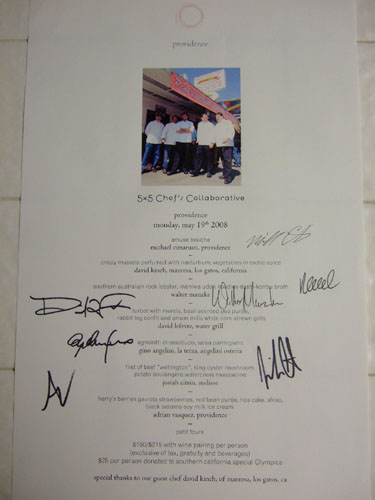 providence
5x5 Chef's Collaborative
providence
monday, may 19th 2008
amuse bouche
michael cimarusti, providence
crispy mussels perfumed with nasturtium, vegetables in exotic spice
david kinch, manresa, los gatos, california
southern australian rock lobster, jeannea udon, dashi-kombu broth
walter manzke
turbot with morels, basil
rabbit leg confit and onion mille with corn-strewn grits
david lefevre, water grill
agnolotti di ossobuco, salsa parmigiano
gino angelini, la terza, angelini osteria
filet of beef "wellington", king oyster mushroom,
potato boulangère, watercress mousseline
josiah citrin, melisse
harry's berries gaviota strawberries, red bean purée, rice cake, shiso,
black sesame-soy milk ice cream
adrian vasquez, providence
petit fours
$150/$215 with wine pairing per person
(exclusive of tax, gratuity and beverages)
$25 per person donated to southern california special Olympics
special thanks to our guest chef david kinch, of manresa, los gatos, ca